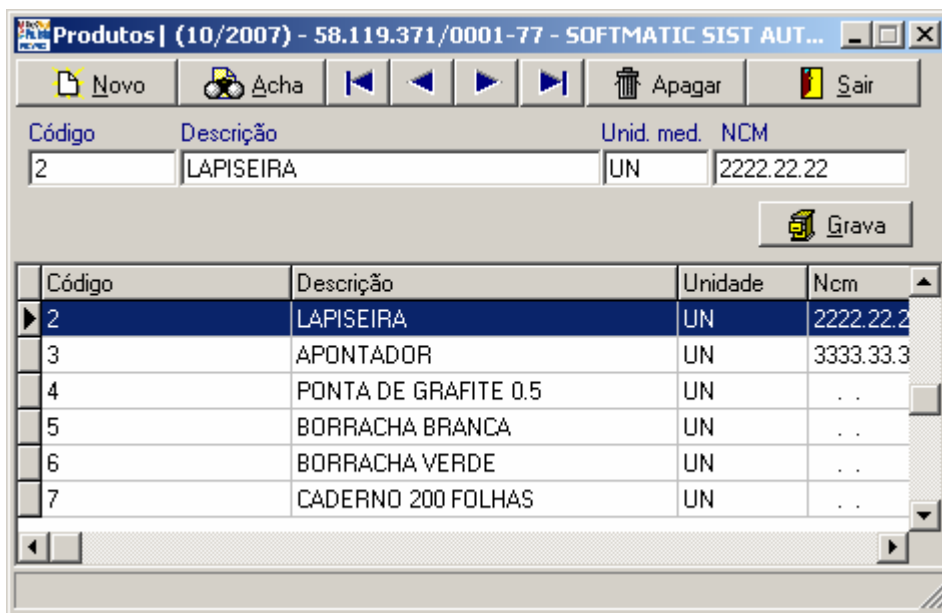 Produtos | (10/2007) - 58.119.371/0001-77 - SOFTMATIC SIST AUT...
Novo Acha Apagar Sair
Código Descrição Unid. med. NCM
2 LAPISEIRA UN 2222.22.22
Grava
Código Descrição Unidade Ncm
2 LAPISEIRA UN 2222.22.2
3 APONTADOR UN 3333.33.3
4 PONTA DE GRAFITE 0.5 UN . .
5 BORRACHA BRANCA UN . .
6 BORRACHA VERDE UN . .
7 CADERNO 200 FOLHAS UN . .